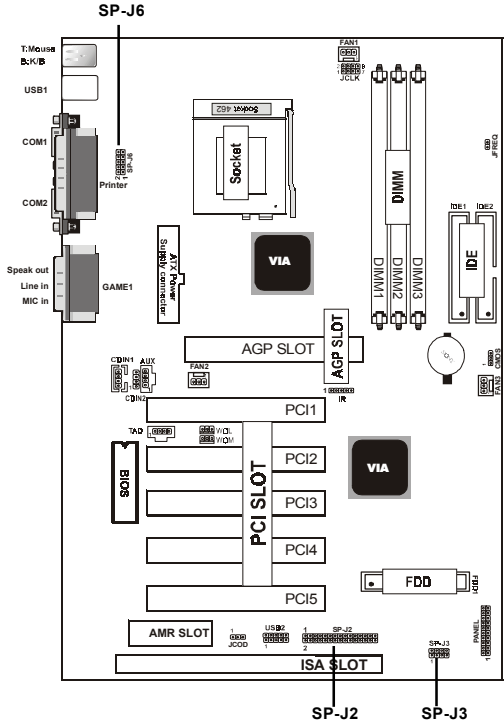 SP-J6
FAN1
T:Mouse
B:K/B
JCLK
USB1
Socket 462
COM1
Socket
JFREQ
SP-J6
Printer
DIMM
COM2
IDE1 IDE2
IDE
ATX Power
Supply connector
VIA
Speak out
Line in
MIC in
GAME1
DIMM1
DIMM2
DIMM3
AGP SLOT
AGP SLOT
CDIN1
AUX
FAN2
CMOS
FAN3
CDIN2
IR
PCI1
TAD
WOL
WOM
BIOS
PCI2
VIA
PCI SLOT
PCI3
PCI4
FDD
FDD1
PCI5
AMR SLOT
JCOD
USB2
SP-J2
SP-J3
PANEL
ISA SLOT
SP-J2
SP-J3